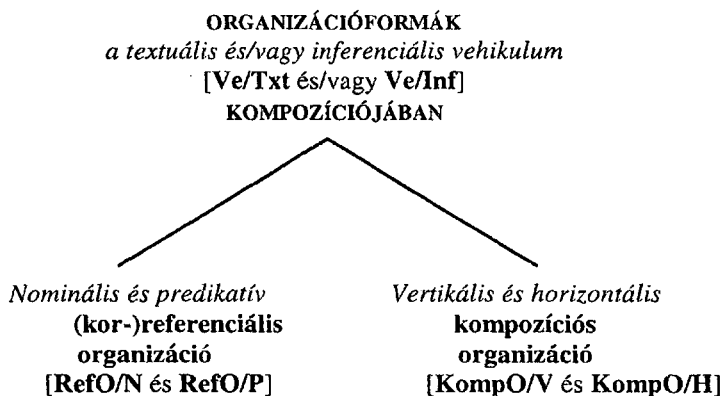 ORGANIZÁCIÓFORMÁK
a textuális és/vagy inferenciális vehikulum
[Ve/Txt és/vagy Ve/Inf]
KOMPOZÍCIÓJÁBAN
Nominális és predikatív
(kor-)referenciális
organizáció
[RefO/N és RefO/P]
Vertikális és horizontális
kompozíciós
organizáció
[KompO/V és KompO/H]